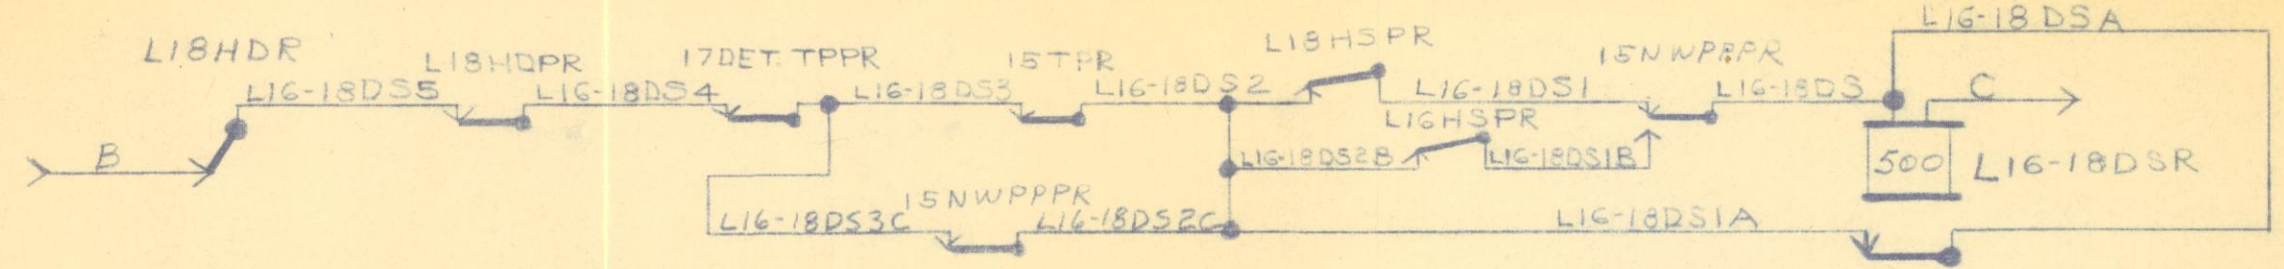 L16-18DSA
L18HDR L18HDPR 17DET. TPPR 15TPR L18HSPR 15NWPPPR
L16-18DS5 L16-18DS4 L16-18DS3 L16-18DS2 L16-18DS1 L16-18DS C
L16HSPR
B L16-18DS2B L16-18DS1B 500 L16-18DSR
15NWPPPR
L16-18DS3C L16-18DS2C L16-18DS1A